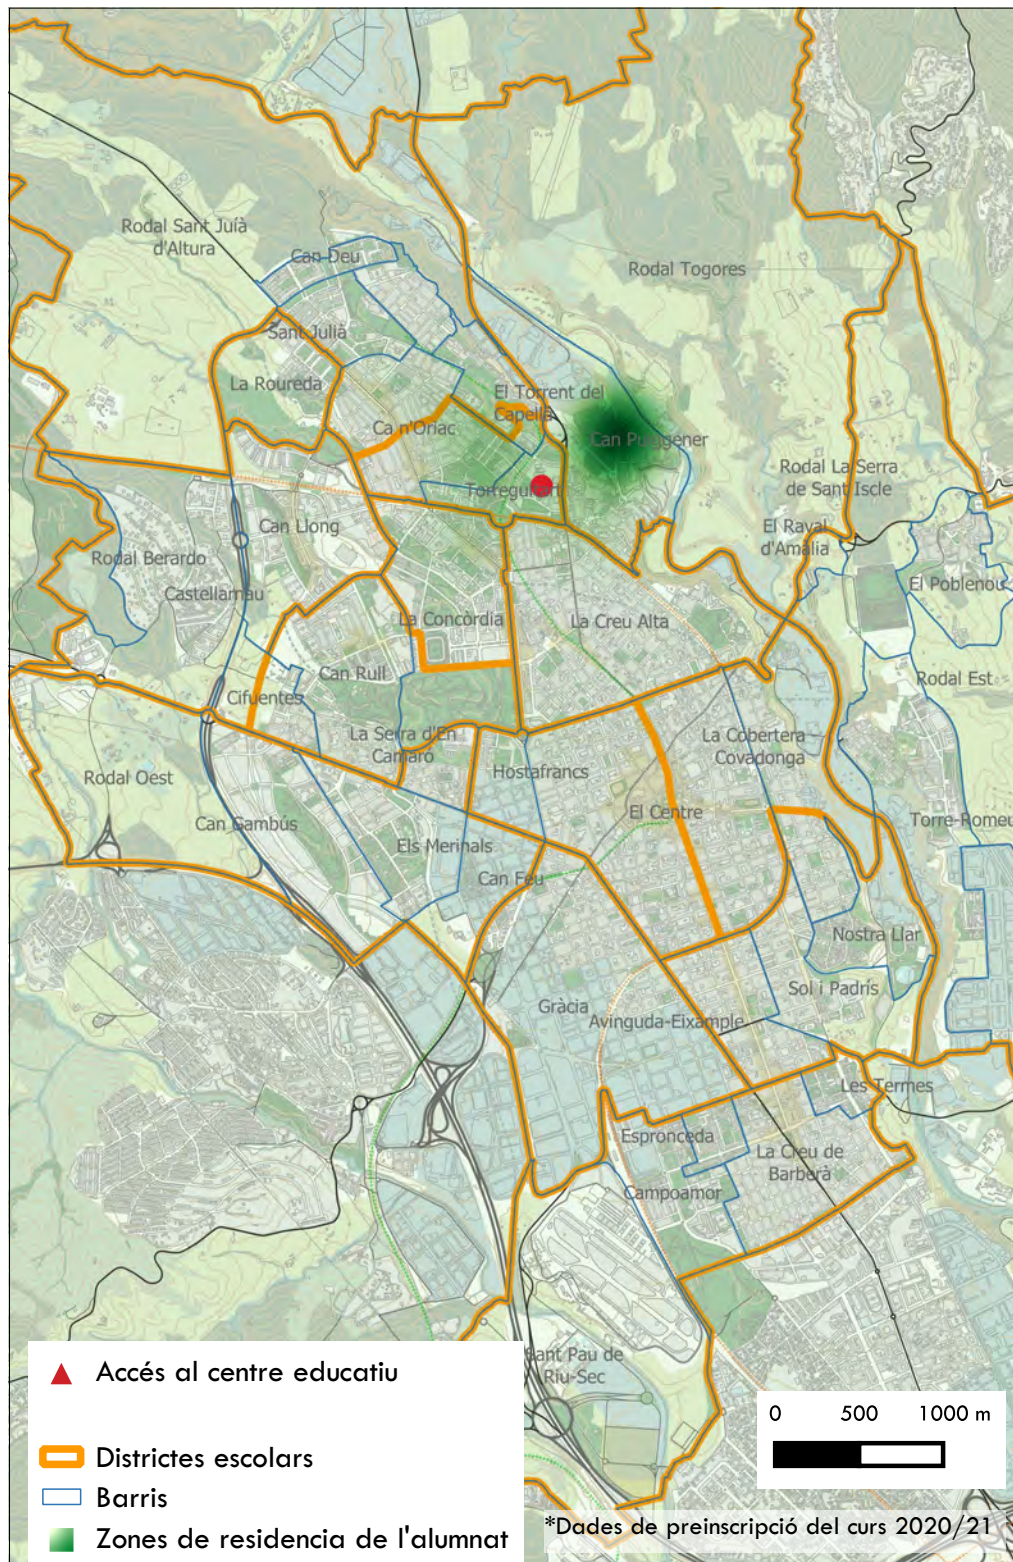 Rodal Sant Juíà
d'Altura
Can Deu
Rodal Togores
Sant Julià
La Roureda
El Torrent del
Capellà
Ca n'Oriac
Can Puiggener
Rodal La Serra
de Sant Iscle
Torreguitart
Can Llong
El Raval
d'Amàlia
Rodal Berardo
El Poblenou
Castellarnau
La Concòrdia
La Creu Alta
Can Rull
Rodal Est
Cifuentes
La Serra d'En
Camaró
La Cobertera
Covadonga
Hostafrancs
Rodal Oest
El Centre
Can Gambús
Torre-Romeu
Els Merinals
Can Feu
Nostra Llar
Sol i Padrís
Gràcia
Avinguda-Eixample
Les Termes
Espronceda
La Creu de
Barberà
Campoamor
Sant Pau de
Riu-Sec
Accés al centre educatiu
Districtes escolars
Barris
Zones de residencia de l'alumnat
0 500 1000 m
*Dades de preinscripció del curs 2020/21